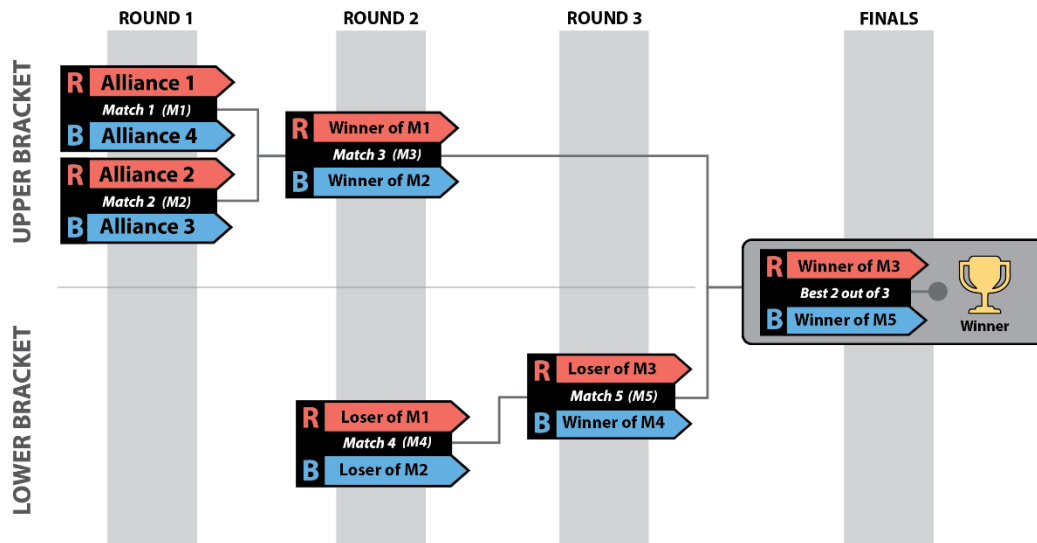 ROUND 1
ROUND 2
ROUND 3
FINALS
UPPER BRACKET
R Alliance 1
Match 1 (M1)
B Alliance 4
R Alliance 2
Match 2 (M2)
B Alliance 3
R Winner of M1
Match 3 (M3)
B Winner of M2
R Winner of M3
Best 2 out of 3
B Winner of M5
Winner
LOWER BRACKET
R Loser of M1
Match 4 (M4)
B Loser of M2
R Loser of M3
Match 5 (M5)
B Winner of M4